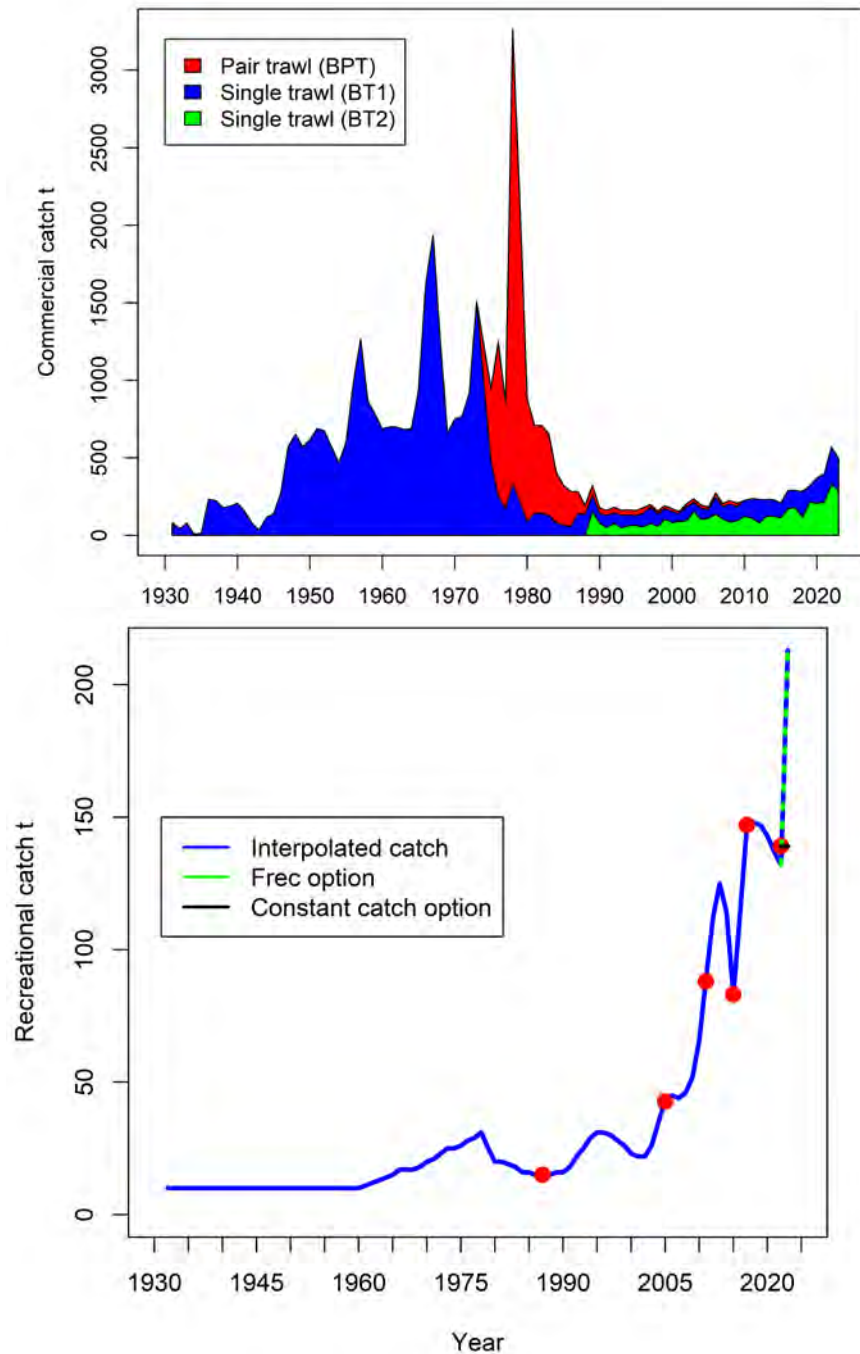 Commercial catch t
3000
2500
2000
1500
1000
500
0
Pair trawl (BPT)
Single trawl (BT1)
Single trawl (BT2)
1930 1940 1950 1960 1970 1980 1990 2000 2010 2020
Recreational catch t
200
150
100
50
0
Interpolated catch
Frec option
Constant catch option
1930 1945 1960 1975 1990 2005 2020
Year